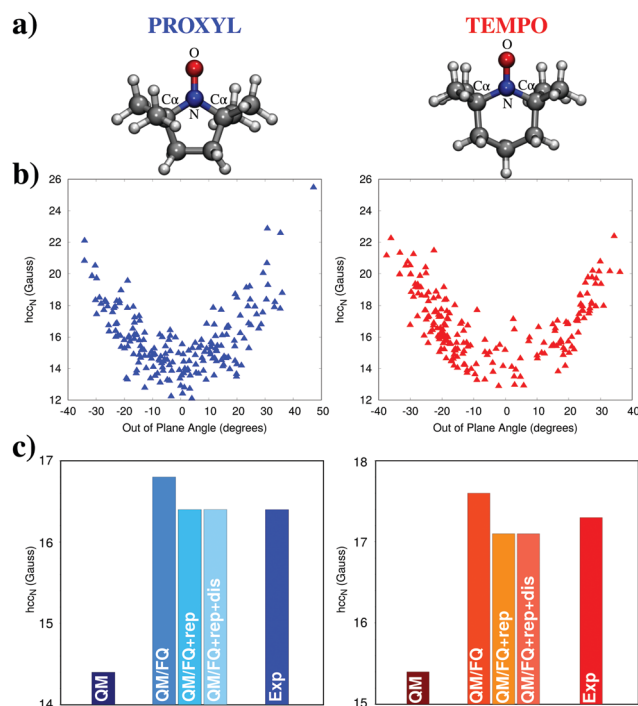 a)
PROXYL
TEMPO
O
Cα
Cα
N
O
Cα
Cα
N
b)
26
24
22
20
18
16
14
12
hccN (Gauss)
-40 -30 -20 -10 0 10 20 30 40 50
Out of Plane Angle (degrees)
26
24
22
20
18
16
14
12
hccN (Gauss)
-40 -30 -20 -10 0 10 20 30 40
Out of Plane Angle (degrees)
c)
17
16
15
14
hccN (Gauss)
QM
QM/FQ
QM/FQ+rep
QM/FQ+rep+dis
Exp
18
17
16
15
hccN (Gauss)
QM
QM/FQ
QM/FQ+rep
QM/FQ+rep+dis
Exp